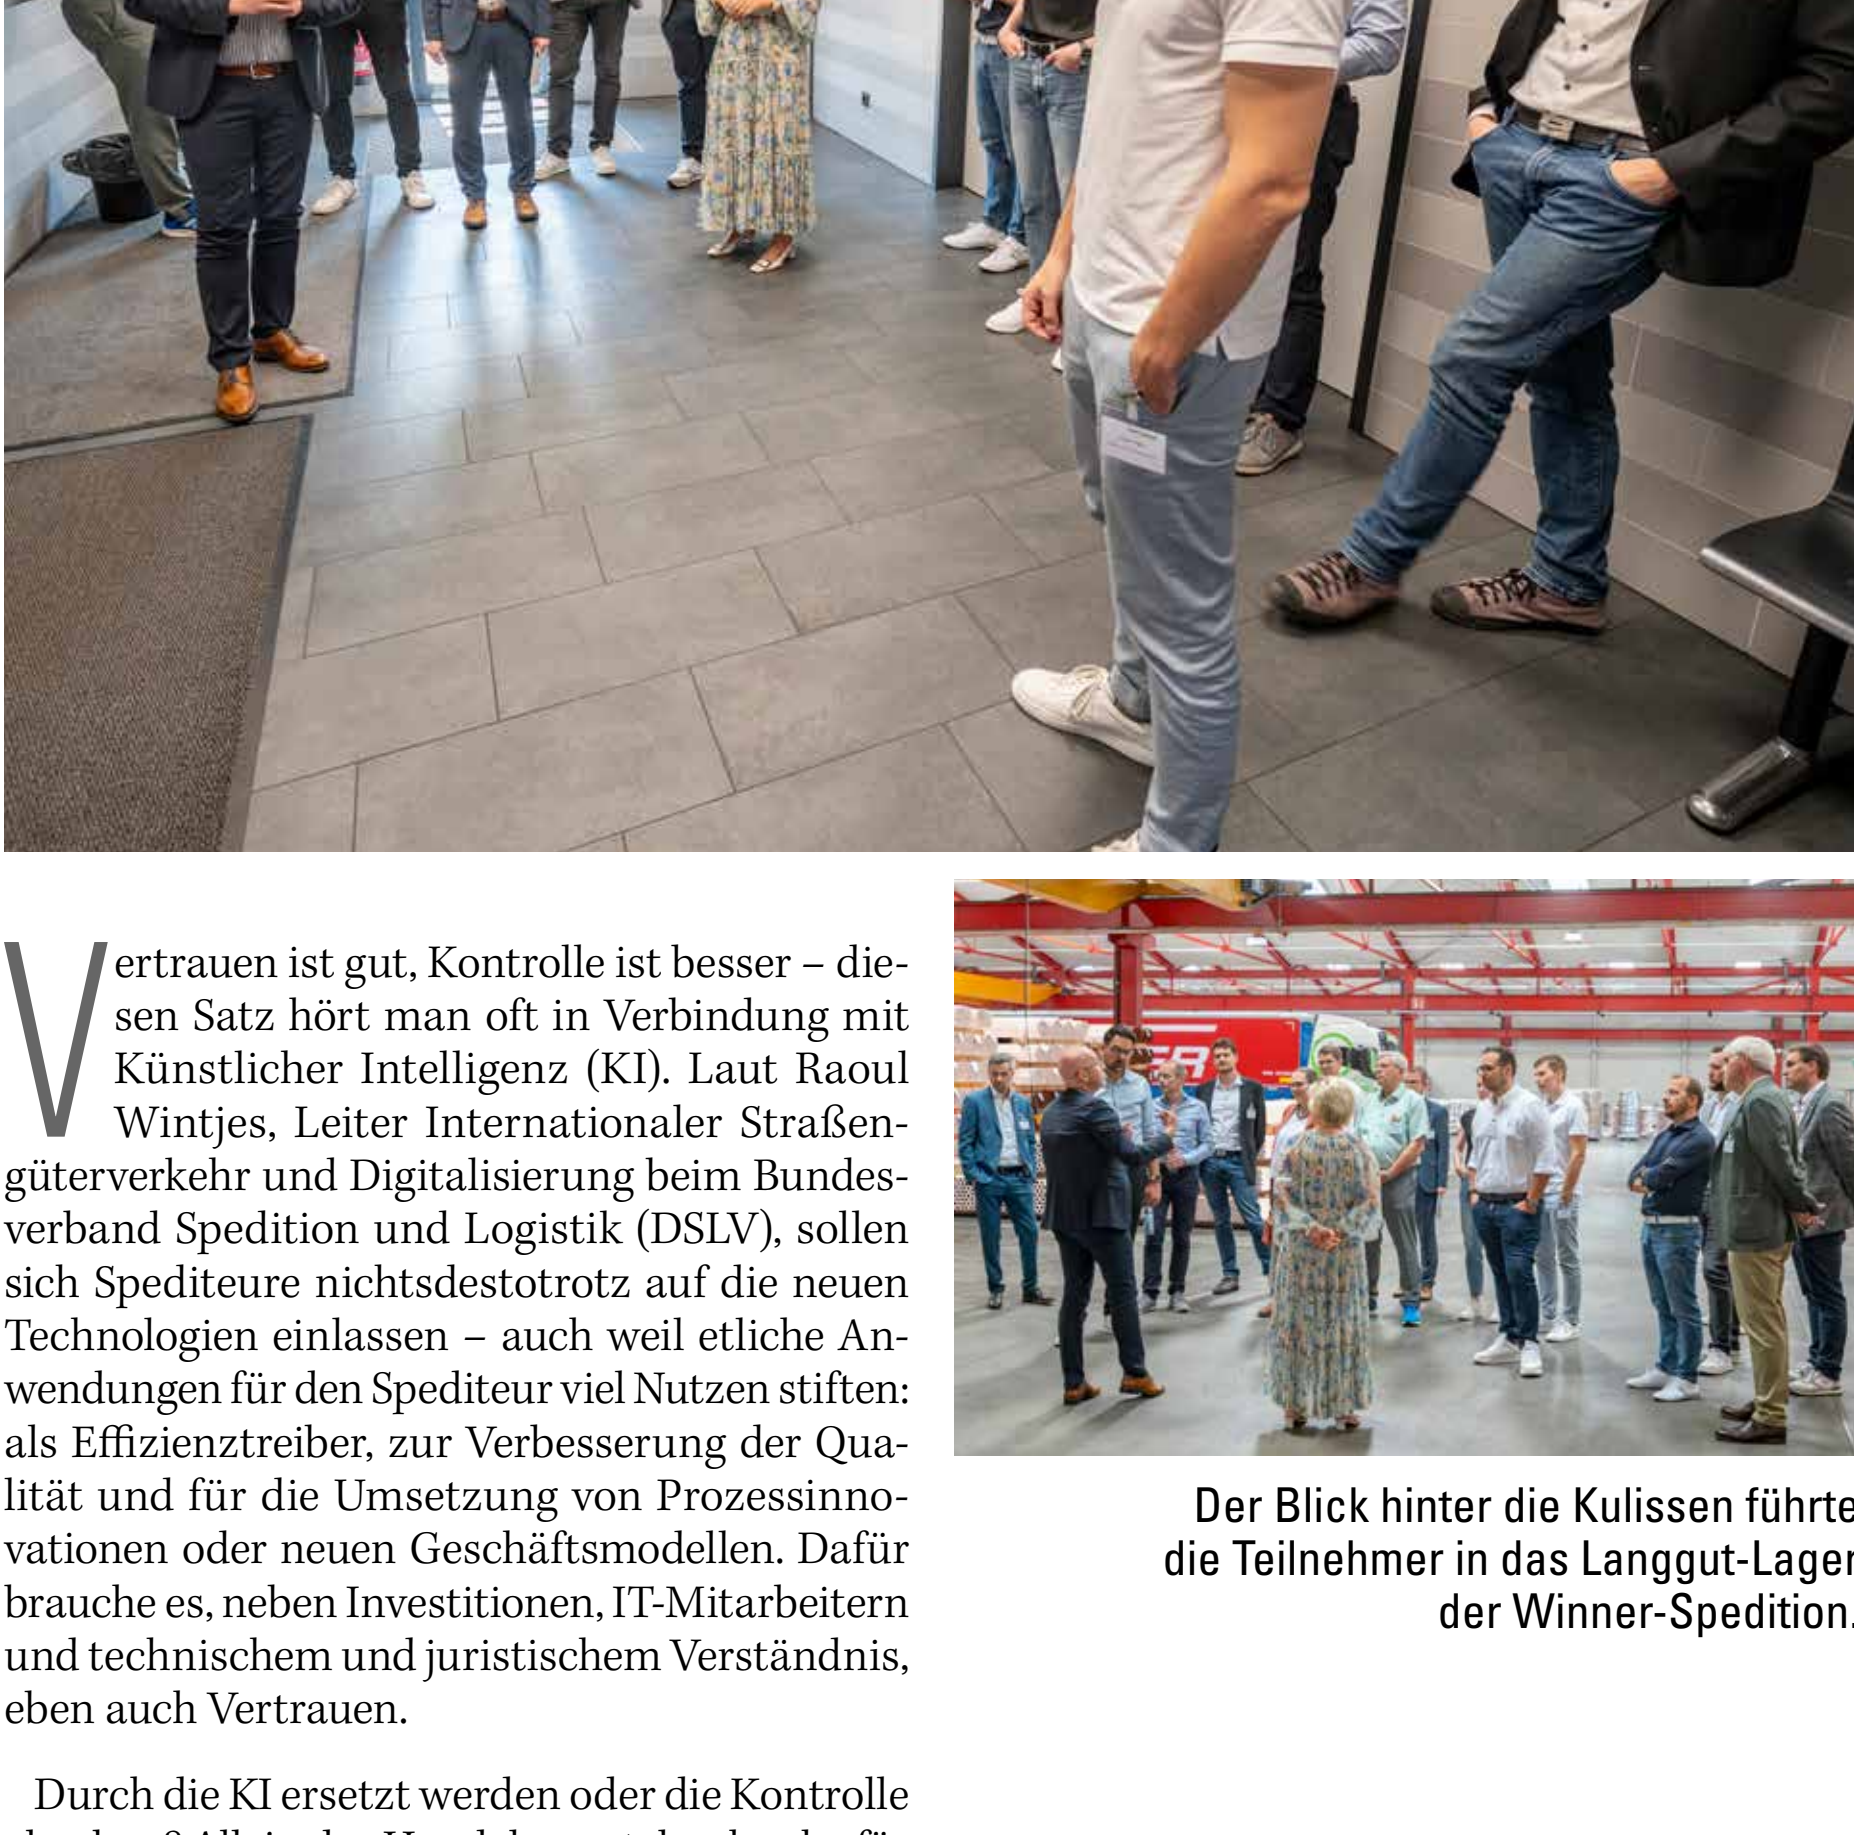 Vertrauen ist gut, Kontrolle ist besser – die-
sen Satz hört man oft in Verbindung mit
Künstlicher Intelligenz (KI). Laut Raoul
Wintjes, Leiter Internationaler Straßen-
güterverkehr und Digitalisierung beim Bundes-
verband Spedition und Logistik (DSLV), sollen
sich Spediteure nichtsdestotrotz auf die neuen
Technologien einlassen – auch weil etliche An-
wendungen für den Spediteur viel Nutzen stiften:
als Effizienztreiber, zur Verbesserung der Qua-
lität und für die Umsetzung von Prozessinno-
vationen oder neuen Geschäftsmodellen. Dafür
brauche es, neben Investitionen, IT-Mitarbeitern
und technischem und juristischem Verständnis,
eben auch Vertrauen.
Durch die KI ersetzt werden oder die Kontrolle
Der Blick hinter die Kulissen führte
die Teilnehmer in das Langgut-Lager
der Winner-Spedition.